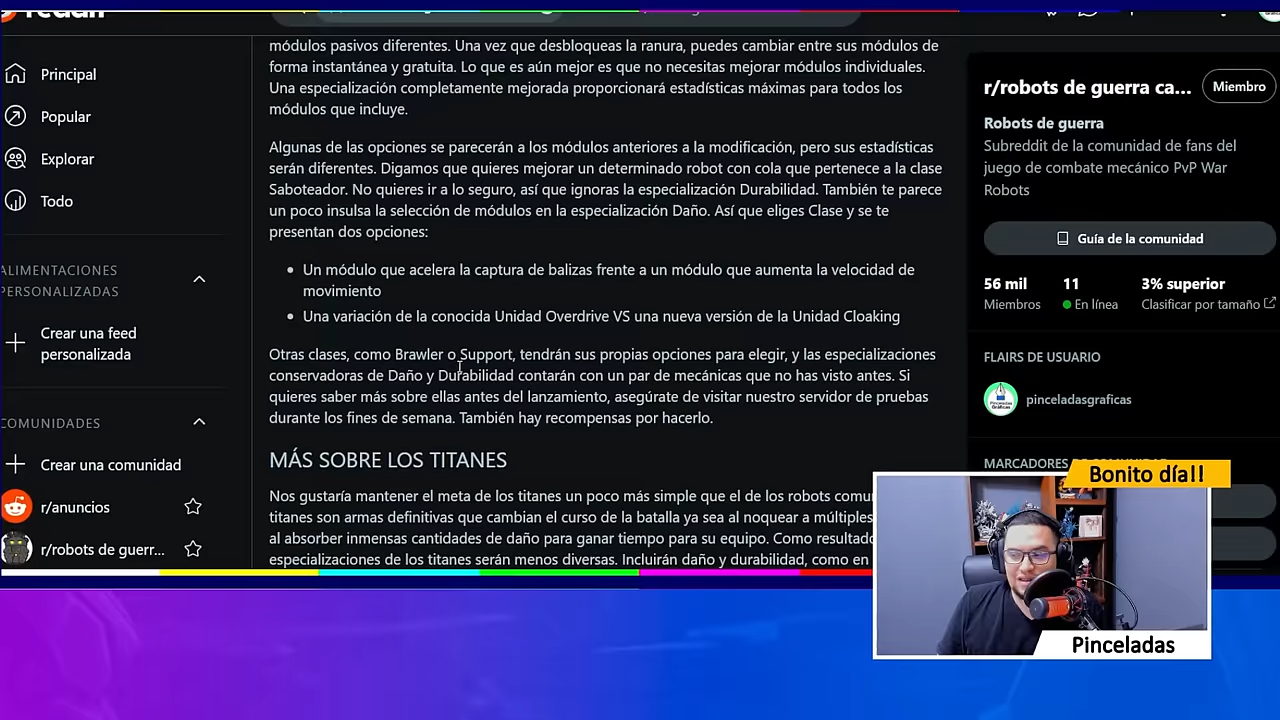 Principal
Popular
Explorar
Todo
ALIMENTACIONES
PERSONALIZADAS
Crear una feed
personalizada
COMUNIDADES
Crear una comunidad
r/anuncios
r/robots de guerr...
módulos pasivos diferentes. Una vez que desbloqueas la ranura, puedes cambiar entre sus módulos de
forma instantánea y gratuita. Lo que es aún mejor es que no necesitas mejorar módulos individuales.
Una especialización completamente mejorada proporcionará estadísticas máximas para todos los
módulos que incluye.
Algunas de las opciones se parecerán a los módulos anteriores a la modificación, pero sus estadísticas
serán diferentes. Digamos que quieres mejorar un determinado robot con cola que pertenece a la clase
Saboteador. No quieres ir a lo seguro, así que ignoras la especialización Durabilidad. También te parece
un poco insulsa la selección de módulos en la especialización Daño. Así que eliges Clase y se te
presentan dos opciones:
• Un módulo que acelera la captura de balizas frente a un módulo que aumenta la velocidad de
movimiento
• Una variación de la conocida Unidad Overdrive VS una nueva versión de la Unidad Cloaking
Otras clases, como Brawler o Support, tendrán sus propias opciones para elegir, y las especializaciones
conservadoras de Daño y Durabilidad contarán con un par de mecánicas que no has visto antes. Si
quieres saber más sobre ellas antes del lanzamiento, asegúrate de visitar nuestro servidor de pruebas
durante los fines de semana. También hay recompensas por hacerlo.
MÁS SOBRE LOS TITANES
Nos gustaría mantener el meta de los titanes un poco más simple que el de los robots comu
titanes son armas definitivas que cambian el curso de la batalla ya sea al noquear a múltiples
al absorber inmensas cantidades de daño para ganar tiempo para su equipo. Como resultado
especializaciones de los titanes serán menos diversas. Incluirán daño y durabilidad, como en
r/robots de guerra ca...
Miembro
Robots de guerra
Subreddit de la comunidad de fans del
juego de combate mecánico PvP War
Robots
Guía de la comunidad
56 mil 11 3% superior
Miembros En línea Clasificar por tamaño
FLAIRS DE USUARIO
pinceladasgraficas
Bonito día!!
Pinceladas